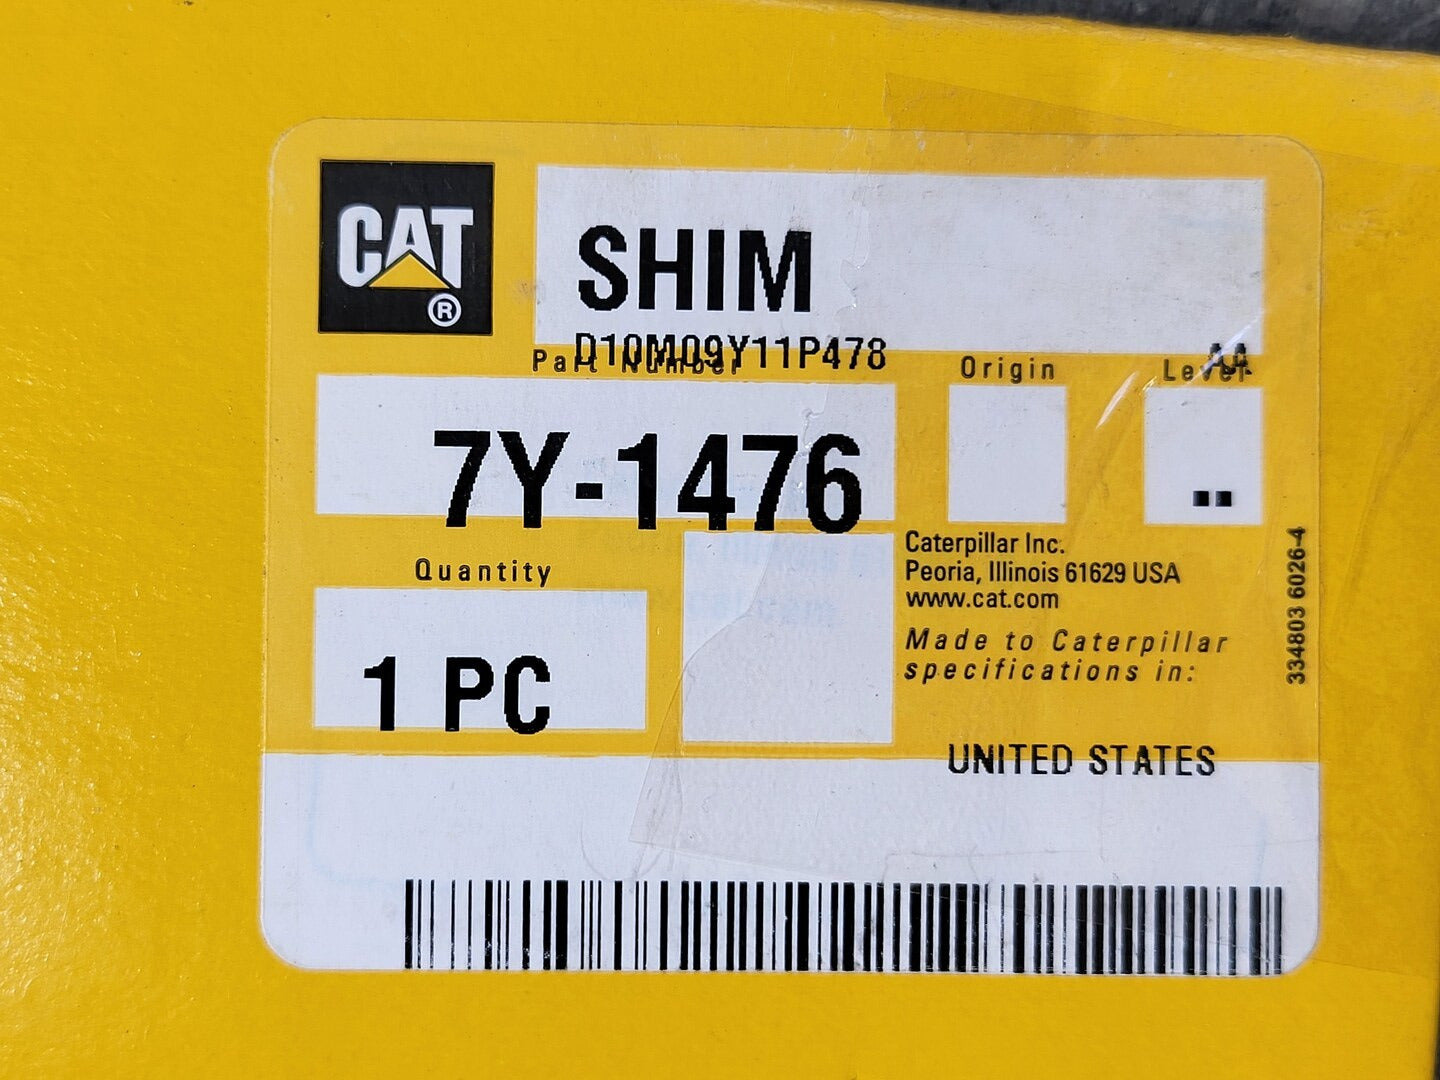 CAT
®
SHIM
D10M09Y11P478
AA
Part Number
Origin
Level
7Y-1476
Quantity
1 PC
Caterpillar Inc.
Peoria, Illinois 61629 USA
www.cat.com
Made to Caterpillar
specifications in:
UNITED STATES
334803 6026-4